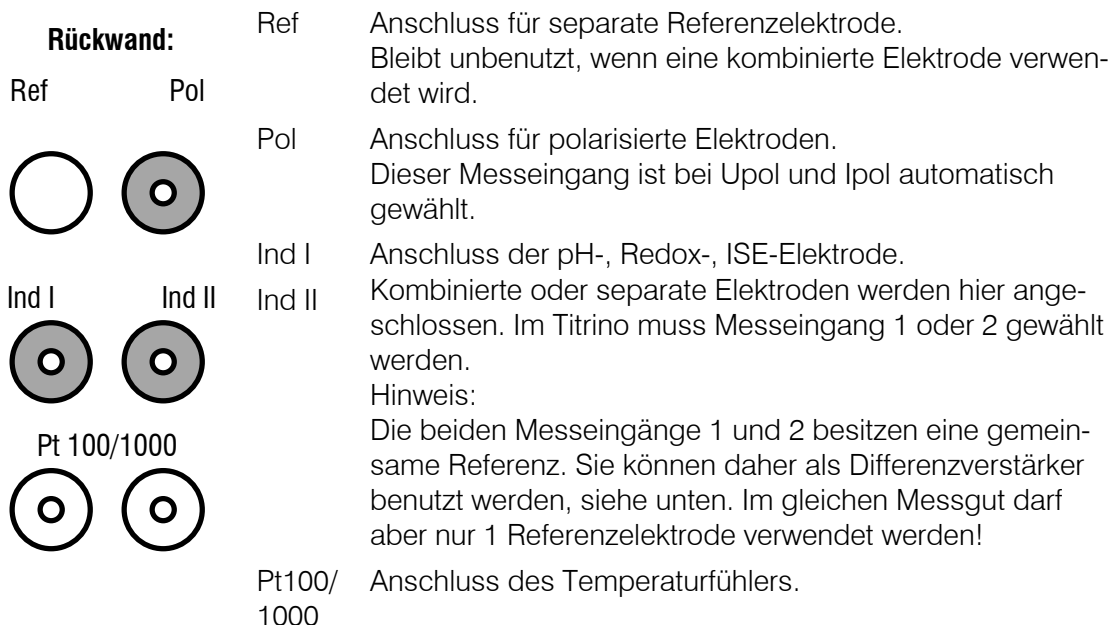 Rückwand:
Ref Pol
Ind I Ind II
Pt 100/1000
Ref Anschluss für separate Referenzelektrode.
Bleibt unbenutzt, wenn eine kombinierte Elektrode verwen-
det wird.
Pol Anschluss für polarisierte Elektroden.
Dieser Messeingang ist bei Upol und Ipol automatisch
gewählt.
Ind I Anschluss der pH-, Redox-, ISE-Elektrode.
Ind II Kombinierte oder separate Elektroden werden hier ange-
schlossen. Im Titrino muss Messeingang 1 oder 2 gewählt
werden.
Hinweis:
Die beiden Messeingänge 1 und 2 besitzen eine gemein-
same Referenz. Sie können daher als Differenzverstärker
benutzt werden, siehe unten. Im gleichen Messgut darf
aber nur 1 Referenzelektrode verwendet werden!
Pt100/ Anschluss des Temperaturfühlers.
1000